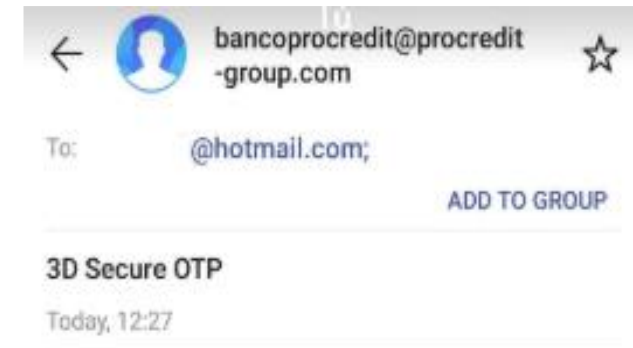 bancoprocredit@procredit
-group.com
To: @hotmail.com;
ADD TO GROUP
3D Secure OTP
Today, 12:27